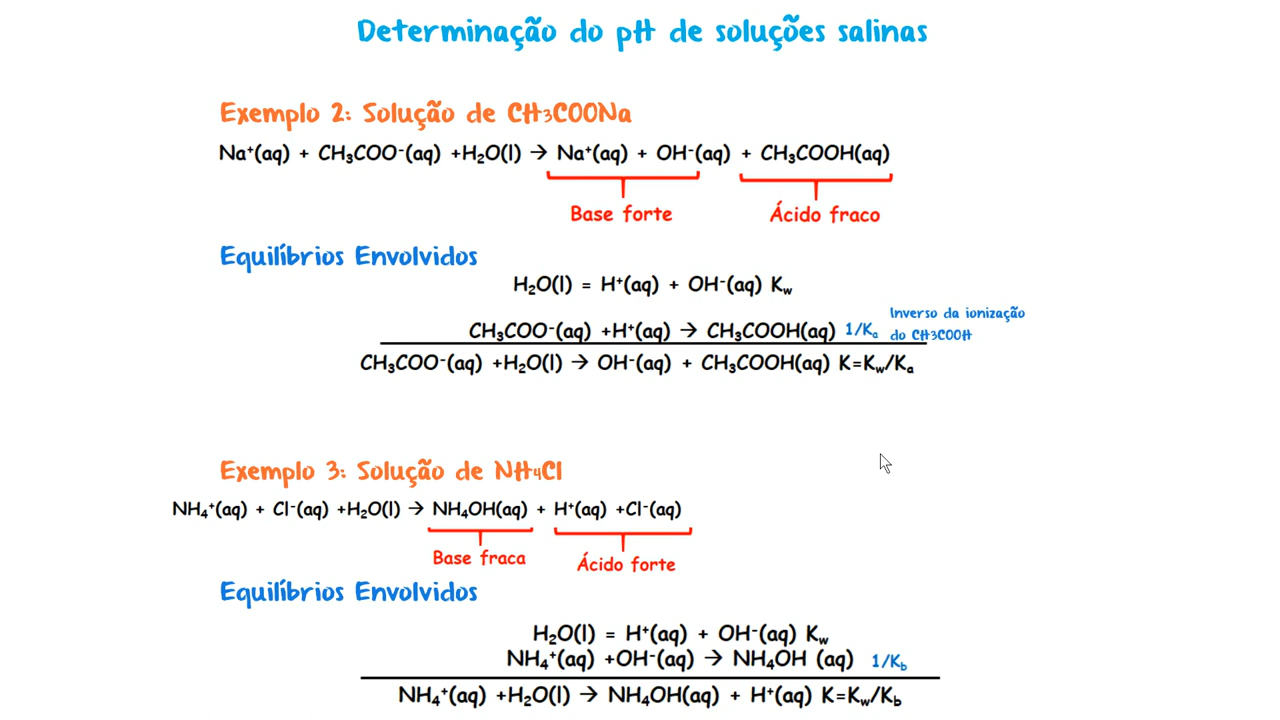 Determinação do pH de soluções salinas
Exemplo 2: Solução de CH₃COONa
Na⁺(aq) + CH₃COO⁻(aq) +H₂O(l) → Na⁺(aq) + OH⁻(aq) + CH₃COOH(aq)
Base forte
Ácido fraco
Equilíbrios Envolvidos
H₂O(l) = H⁺(aq) + OH⁻(aq) Kw
CH₃COO⁻(aq) +H⁺(aq) → CH₃COOH(aq) 1/Kₐ
Inverso da ionização
do CH₃COOH
CH₃COO⁻(aq) +H₂O(l) → OH⁻(aq) + CH₃COOH(aq) K=Kw/Kₐ
Exemplo 3: Solução de NH₄Cl
NH₄⁺(aq) + Cl⁻(aq) +H₂O(l) → NH₄OH(aq) + H⁺(aq) +Cl⁻(aq)
Base fraca
Ácido forte
Equilíbrios Envolvidos
H₂O(l) = H⁺(aq) + OH⁻(aq) Kw
NH₄⁺(aq) +OH⁻(aq) → NH₄OH (aq) 1/Kb
NH₄⁺(aq) +H₂O(l) → NH₄OH(aq) + H⁺(aq) K=Kw/Kb